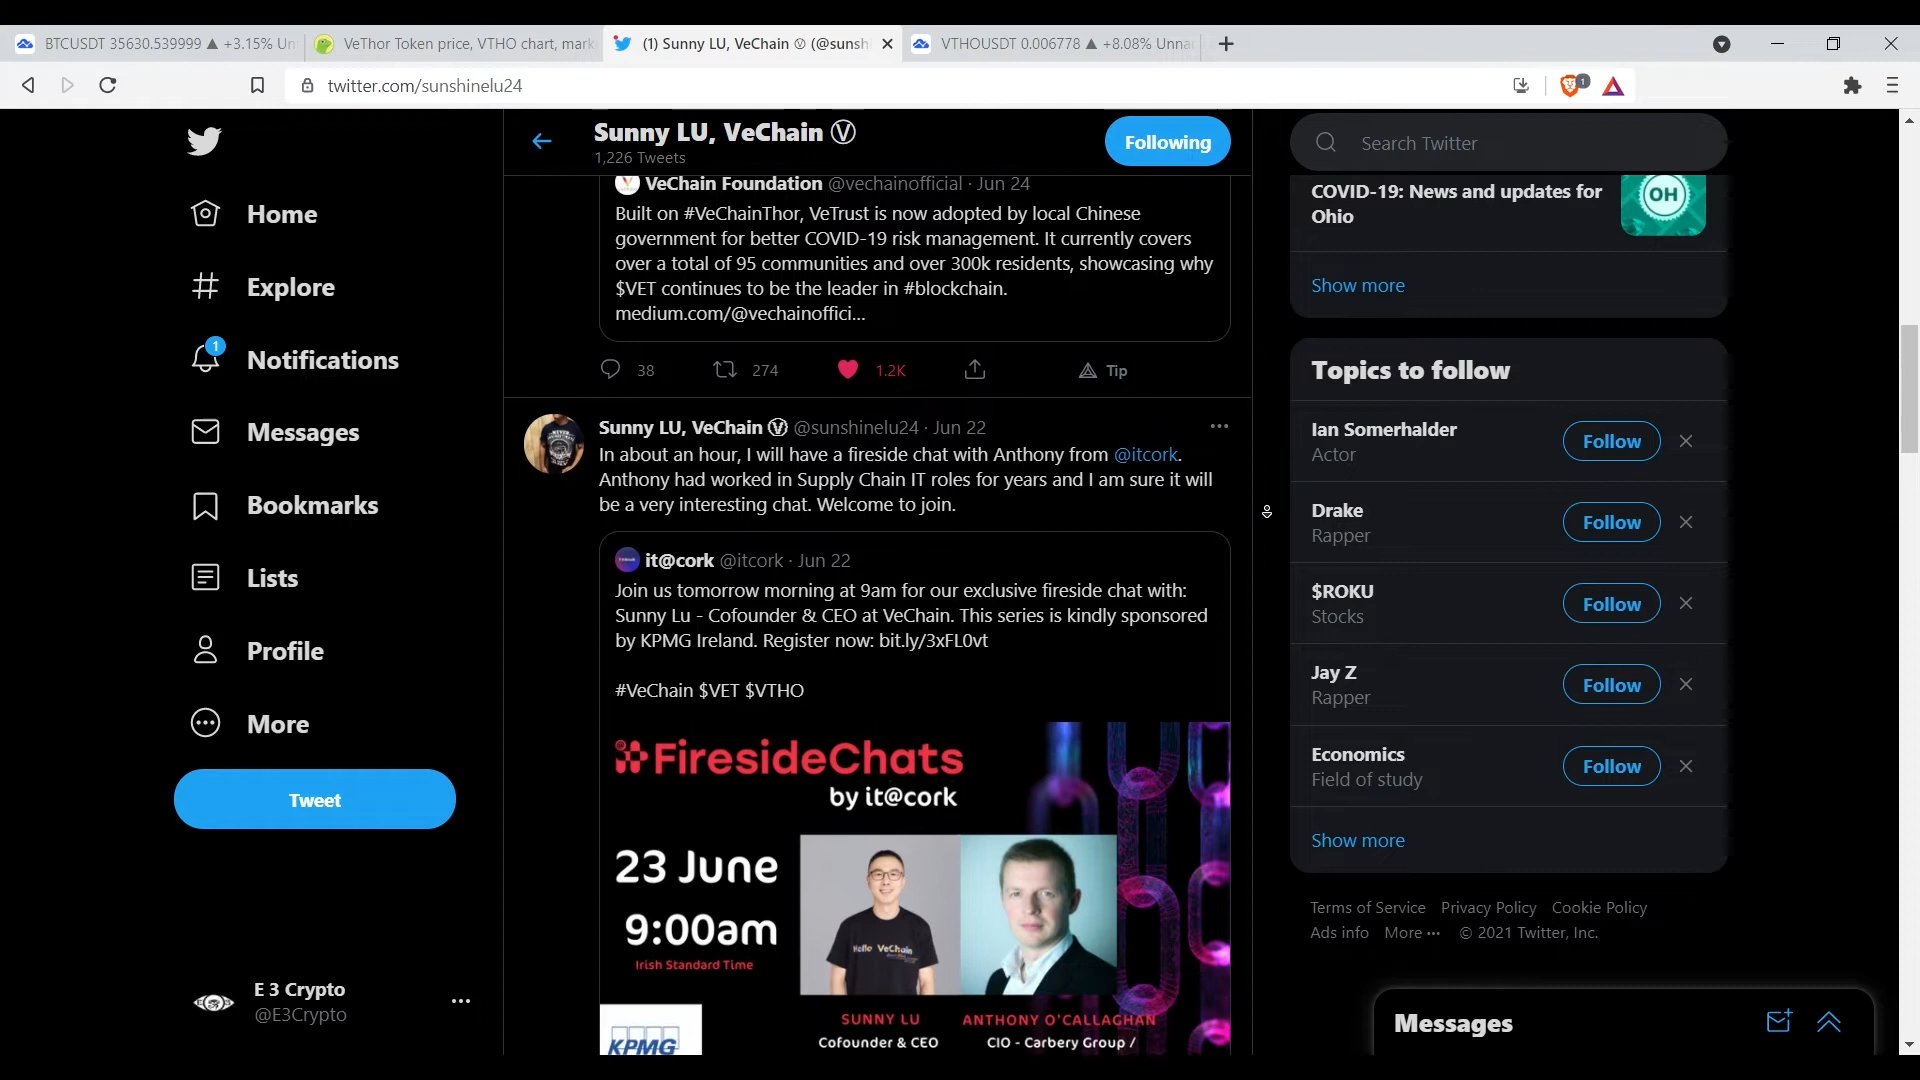 BTCUSDT 35630.539999 ▲ +3.15% Un
VeThor Token price, VTHO chart, mark
(1) Sunny LU, VeChain Ⓥ (@sunsh
VTHOUSDT 0.006778 ▲ +8.08% Unna
twitter.com/sunshinelu24
1
Home
Explore
1
Notifications
Messages
Bookmarks
Lists
Profile
More
Tweet
E 3 Crypto
@E3Crypto
Sunny LU, VeChain Ⓥ
1,226 Tweets
Following
VeChain Foundation @vechainofficial · Jun 24
Built on #VeChainThor, VeTrust is now adopted by local Chinese
government for better COVID-19 risk management. It currently covers
over a total of 95 communities and over 300k residents, showcasing why
$VET continues to be the leader in #blockchain.
medium.com/@vechainoffici...
38 274 1.2K Tip
Sunny LU, VeChain Ⓥ @sunshinelu24 · Jun 22
In about an hour, I will have a fireside chat with Anthony from @itcork.
Anthony had worked in Supply Chain IT roles for years and I am sure it will
be a very interesting chat. Welcome to join.
it@cork @itcork · Jun 22
Join us tomorrow morning at 9am for our exclusive fireside chat with:
Sunny Lu - Cofounder & CEO at VeChain. This series is kindly sponsored
by KPMG Ireland. Register now: bit.ly/3xFL0vt
#VeChain $VET $VTHO
FiresideChats
by it@cork
23 June
9:00am
Irish Standard Time
Hello VeChain
KPMG
SUNNY LU
Cofounder & CEO
ANTHONY O'CALLAGHAN
CIO - Carbery Group /
Search Twitter
COVID-19: News and updates for
Ohio
OH
Show more
Topics to follow
Ian Somerhalder
Actor
Follow
Drake
Rapper
Follow
$ROKU
Stocks
Follow
Jay Z
Rapper
Follow
Economics
Field of study
Follow
Show more
Terms of Service Privacy Policy Cookie Policy
Ads info More ··· © 2021 Twitter, Inc.
Messages